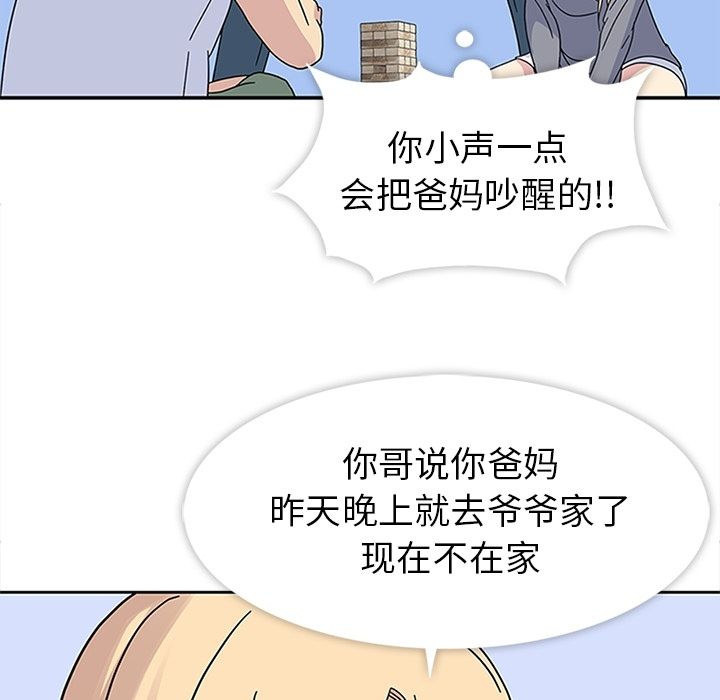 你小声一点
会把爸妈吵醒的!!
你哥说你爸妈
昨天晚上就去爷爷家了
现在不在家